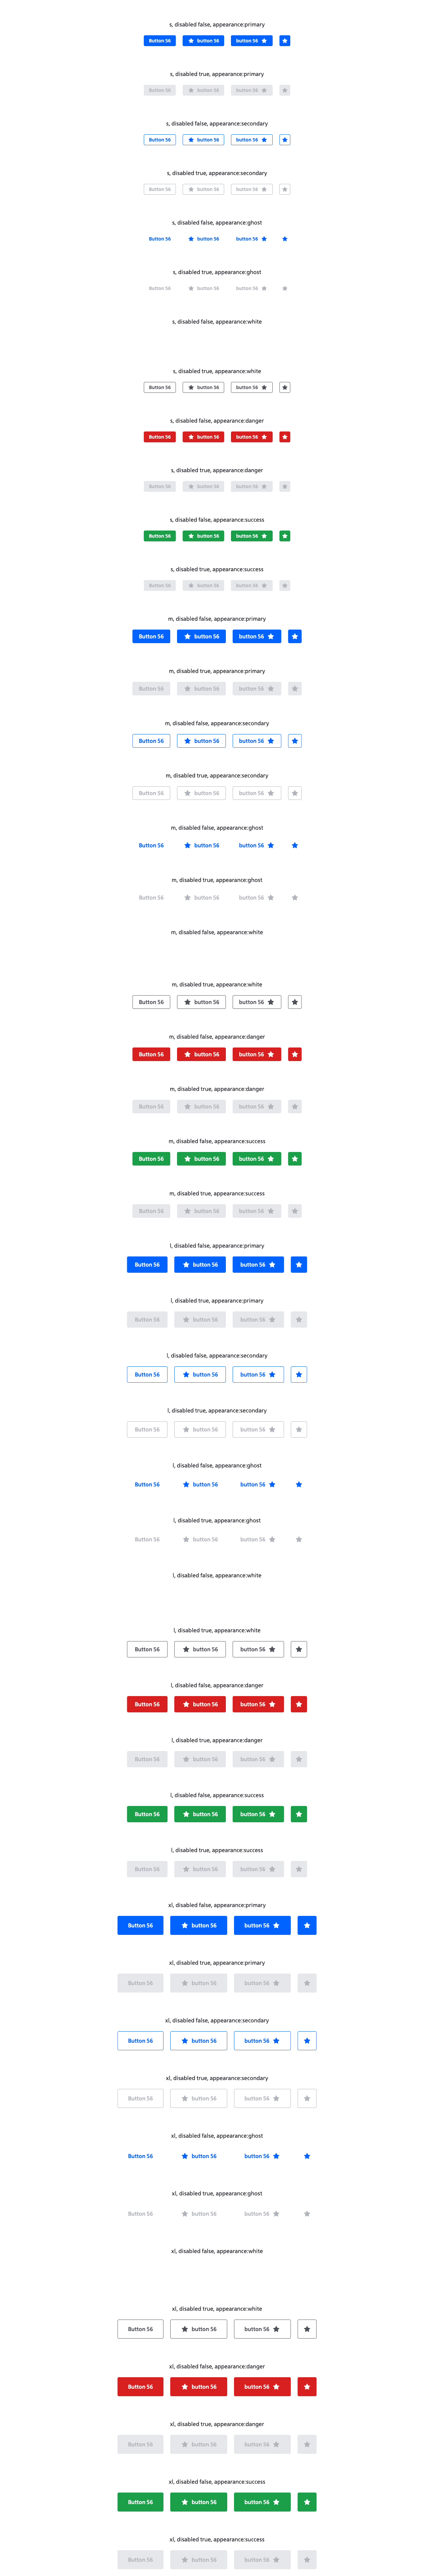 s, disabled false, appearance:primary
Button 56 button 56 button 56
s, disabled true, appearance:primary
Button 56 button 56 button 56
s, disabled false, appearance:secondary
Button 56 button 56 button 56
s, disabled true, appearance:secondary
Button 56 button 56 button 56
s, disabled false, appearance:ghost
Button 56 button 56 button 56
s, disabled true, appearance:ghost
Button 56 button 56 button 56
s, disabled false, appearance:white
s, disabled true, appearance:white
Button 56 button 56 button 56
s, disabled false, appearance:danger
Button 56 button 56 button 56
s, disabled true, appearance:danger
Button 56 button 56 button 56
s, disabled false, appearance:success
Button 56 button 56 button 56
s, disabled true, appearance:success
Button 56 button 56 button 56
m, disabled false, appearance:primary
Button 56 button 56 button 56
m, disabled true, appearance:primary
Button 56 button 56 button 56
m, disabled false, appearance:secondary
Button 56 button 56 button 56
m, disabled true, appearance:secondary
Button 56 button 56 button 56
m, disabled false, appearance:ghost
Button 56 button 56 button 56
m, disabled true, appearance:ghost
Button 56 button 56 button 56
m, disabled false, appearance:white
m, disabled true, appearance:white
Button 56 button 56 button 56
m, disabled false, appearance:danger
Button 56 button 56 button 56
m, disabled true, appearance:danger
Button 56 button 56 button 56
m, disabled false, appearance:success
Button 56 button 56 button 56
m, disabled true, appearance:success
Button 56 button 56 button 56
l, disabled false, appearance:primary
Button 56 button 56 button 56
l, disabled true, appearance:primary
Button 56 button 56 button 56
l, disabled false, appearance:secondary
Button 56 button 56 button 56
l, disabled true, appearance:secondary
Button 56 button 56 button 56
l, disabled false, appearance:ghost
Button 56 button 56 button 56
l, disabled true, appearance:ghost
Button 56 button 56 button 56
l, disabled false, appearance:white
l, disabled true, appearance:white
Button 56 button 56 button 56
l, disabled false, appearance:danger
Button 56 button 56 button 56
l, disabled true, appearance:danger
Button 56 button 56 button 56
l, disabled false, appearance:success
Button 56 button 56 button 56
l, disabled true, appearance:success
Button 56 button 56 button 56
xl, disabled false, appearance:primary
Button 56 button 56 button 56
xl, disabled true, appearance:primary
Button 56 button 56 button 56
xl, disabled false, appearance:secondary
Button 56 button 56 button 56
xl, disabled true, appearance:secondary
Button 56 button 56 button 56
xl, disabled false, appearance:ghost
Button 56 button 56 button 56
xl, disabled true, appearance:ghost
Button 56 button 56 button 56
xl, disabled false, appearance:white
xl, disabled true, appearance:white
Button 56 button 56 button 56
xl, disabled false, appearance:danger
Button 56 button 56 button 56
xl, disabled true, appearance:danger
Button 56 button 56 button 56
xl, disabled false, appearance:success
Button 56 button 56 button 56
xl, disabled true, appearance:success
Button 56 button 56 button 56